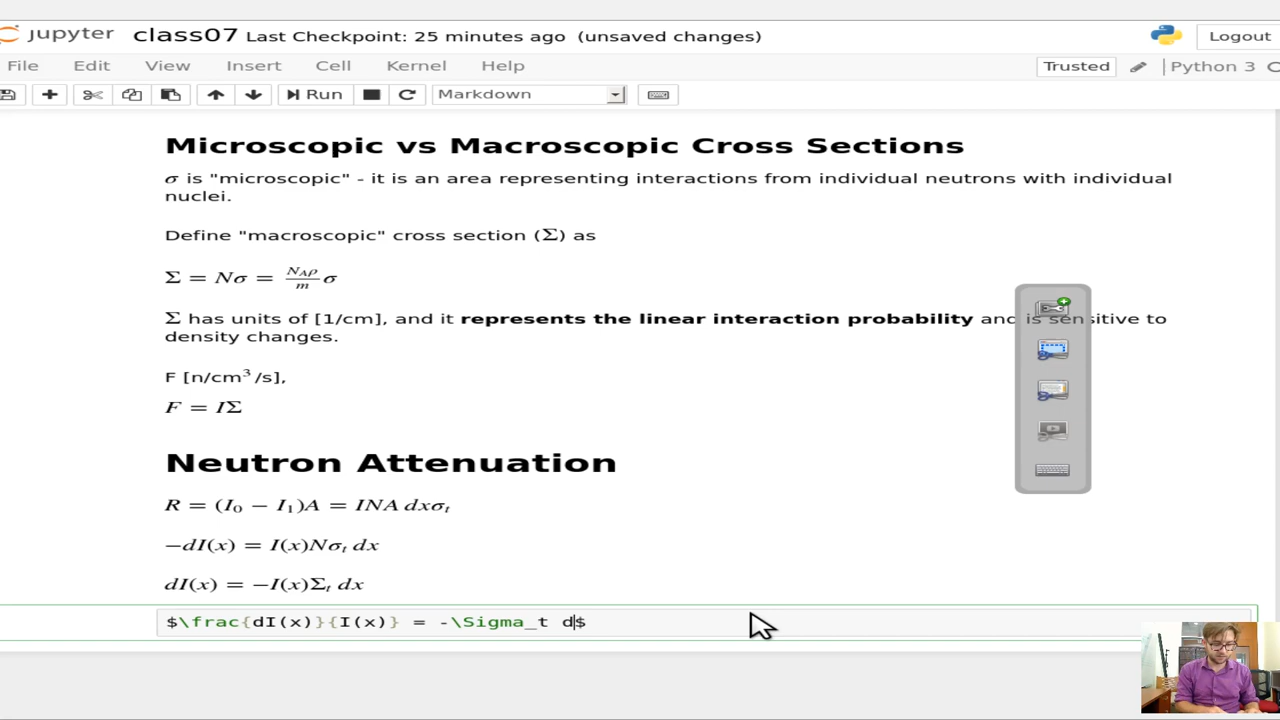 jupyter class07 Last Checkpoint: 25 minutes ago (unsaved changes) Logout
File Edit View Insert Cell Kernel Help Trusted Python 3
Run Markdown
Microscopic vs Macroscopic Cross Sections
σ is "microscopic" - it is an area representing interactions from individual neutrons with individual
nuclei.
Define "macroscopic" cross section (Σ) as
Σ = Nσ = \frac{N_Aρ}{m}σ
Σ has units of [1/cm], and it represents the linear interaction probability and is sensitive to
density changes.
F [n/cm³/s],
F = IΣ
Neutron Attenuation
R = (I₀ − I₁)A = INA dxσₜ
−dI(x) = I(x)Nσₜ dx
dI(x) = −I(x)Σₜ dx
$\frac{dI(x)}{I(x)} = -\Sigma_t d$